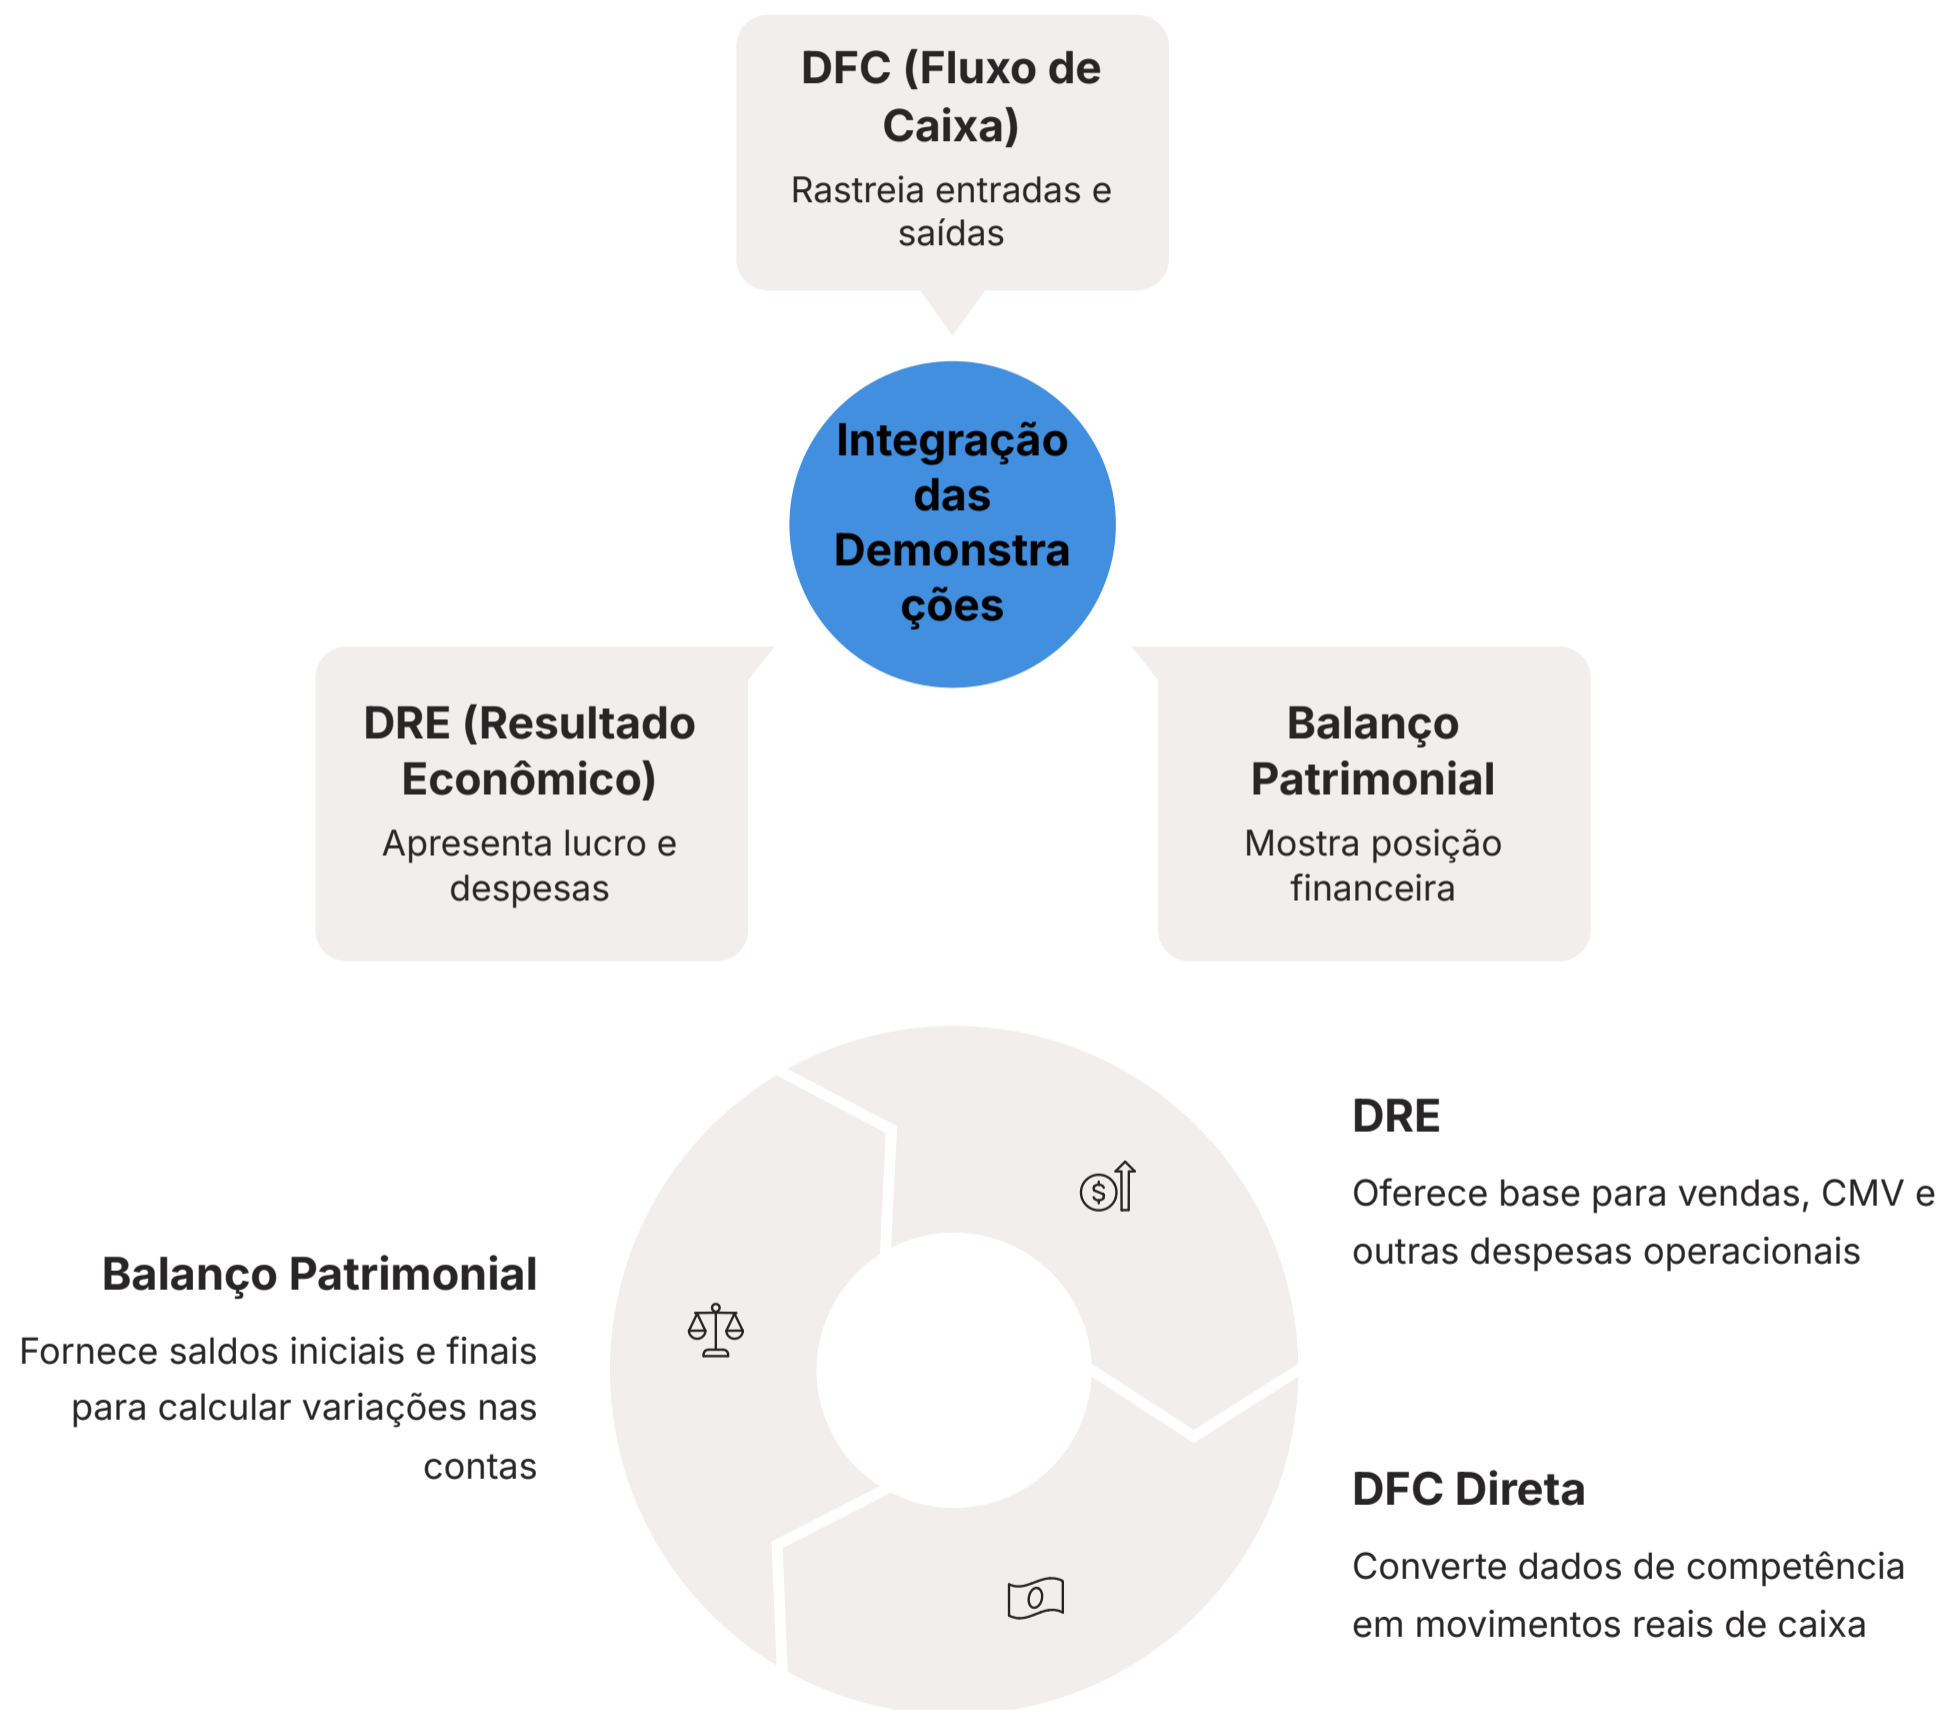 DFC (Fluxo de
Caixa)
Rastreia entradas e
saídas
Integração
das
Demonstra
ções
DRE (Resultado
Econômico)
Apresenta lucro e
despesas
Balanço
Patrimonial
Mostra posição
financeira
DRE
Oferece base para vendas, CMV e
outras despesas operacionais
$
Balanço Patrimonial
Fornece saldos iniciais e finais
para calcular variações nas
contas
DFC Direta
Converte dados de competência
em movimentos reais de caixa